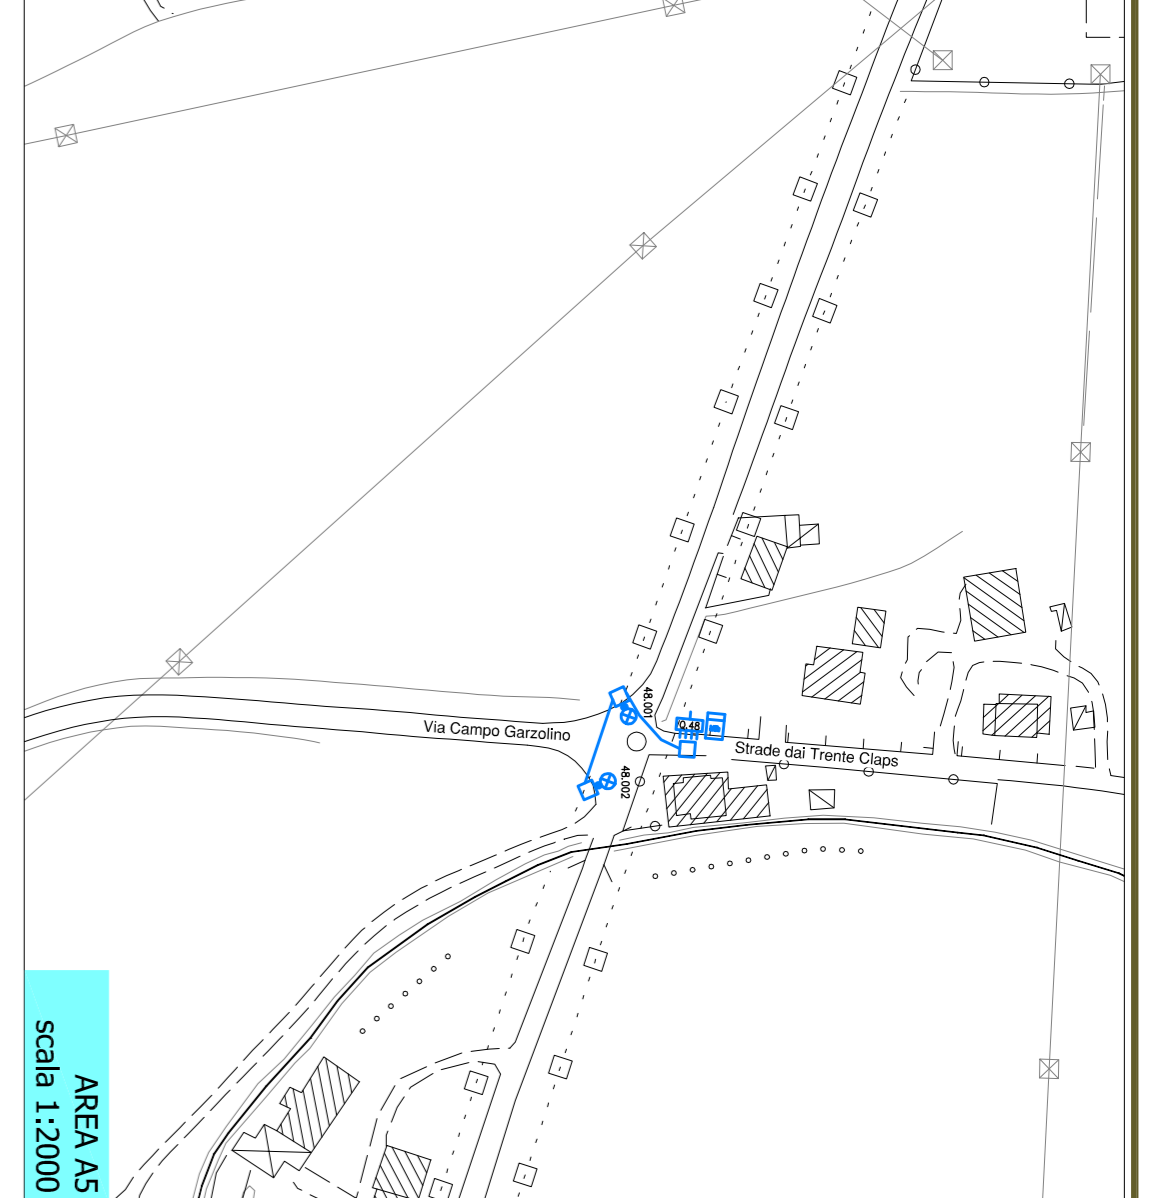 48.001
0.48
Via Campo Garzolino
Strade dai Trente Claps
48.002
AREA A5
scala 1:2000